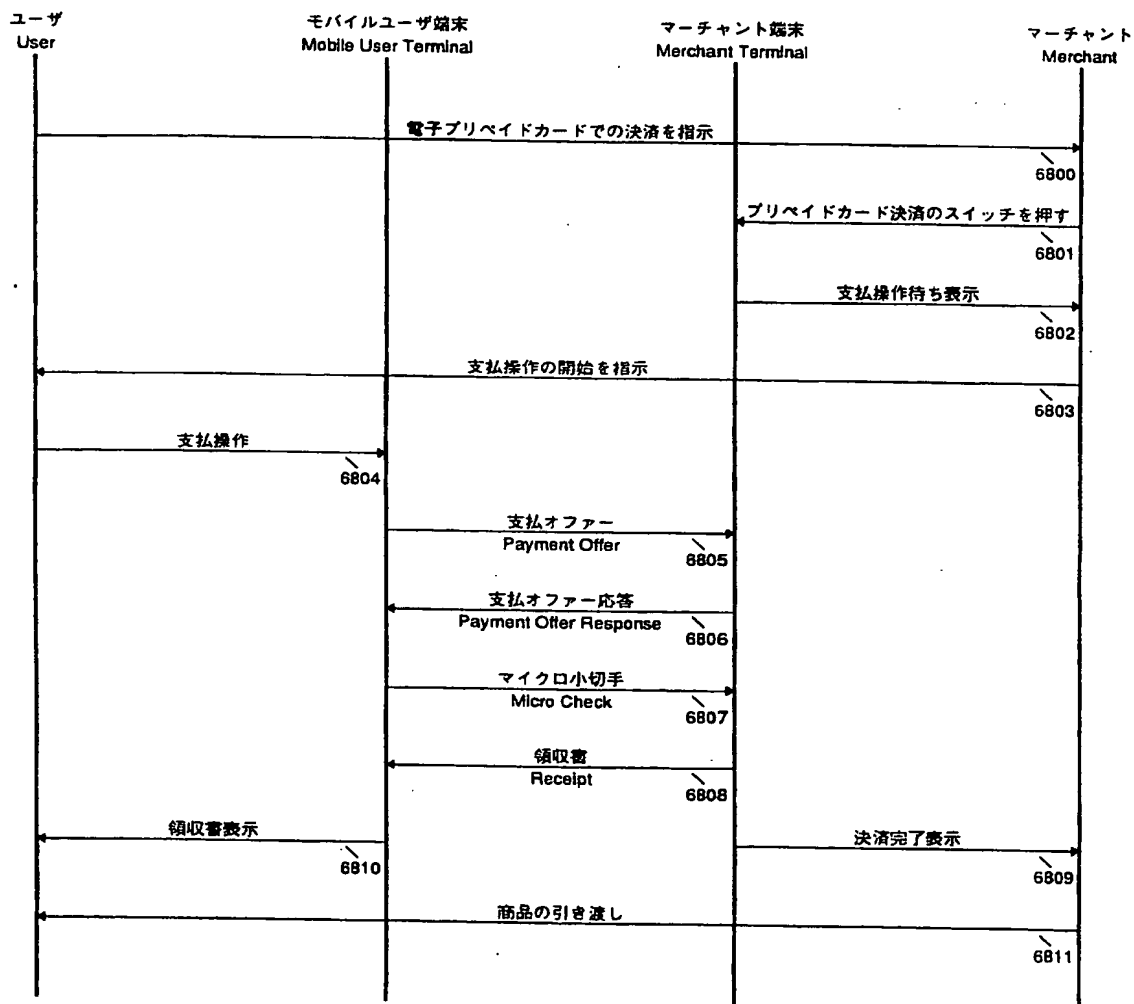 ユーザ
User
モバイルユーザ端末
Mobile User Terminal
マーチャント端末
Merchant Terminal
マーチャント
Merchant
電子プリペイドカードでの決済を指示
6800
プリペイドカード決済のスイッチを押す
6801
支払操作待ち表示
6802
支払操作の開始を指示
6803
支払操作
6804
支払オファー
Payment Offer
6805
支払オファー応答
Payment Offer Response
6806
マイクロ小切手
Micro Check
6807
領収書
Receipt
6808
領収書表示
6810
決済完了表示
6809
商品の引き渡し
6811